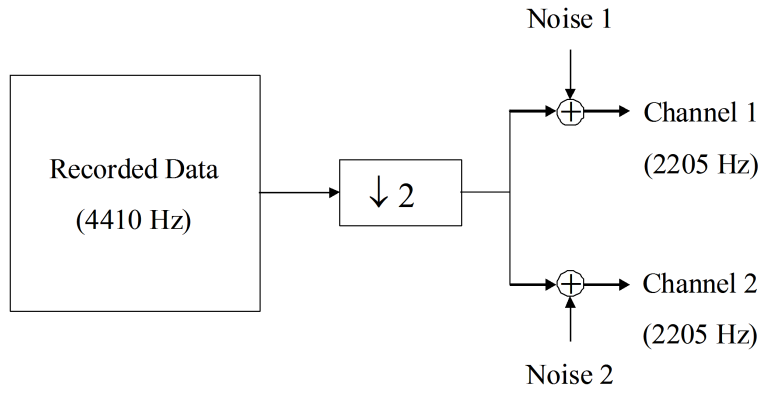 Noise 1
Recorded Data
(4410 Hz)
↓ 2
Channel 1
(2205 Hz)
Channel 2
(2205 Hz)
Noise 2